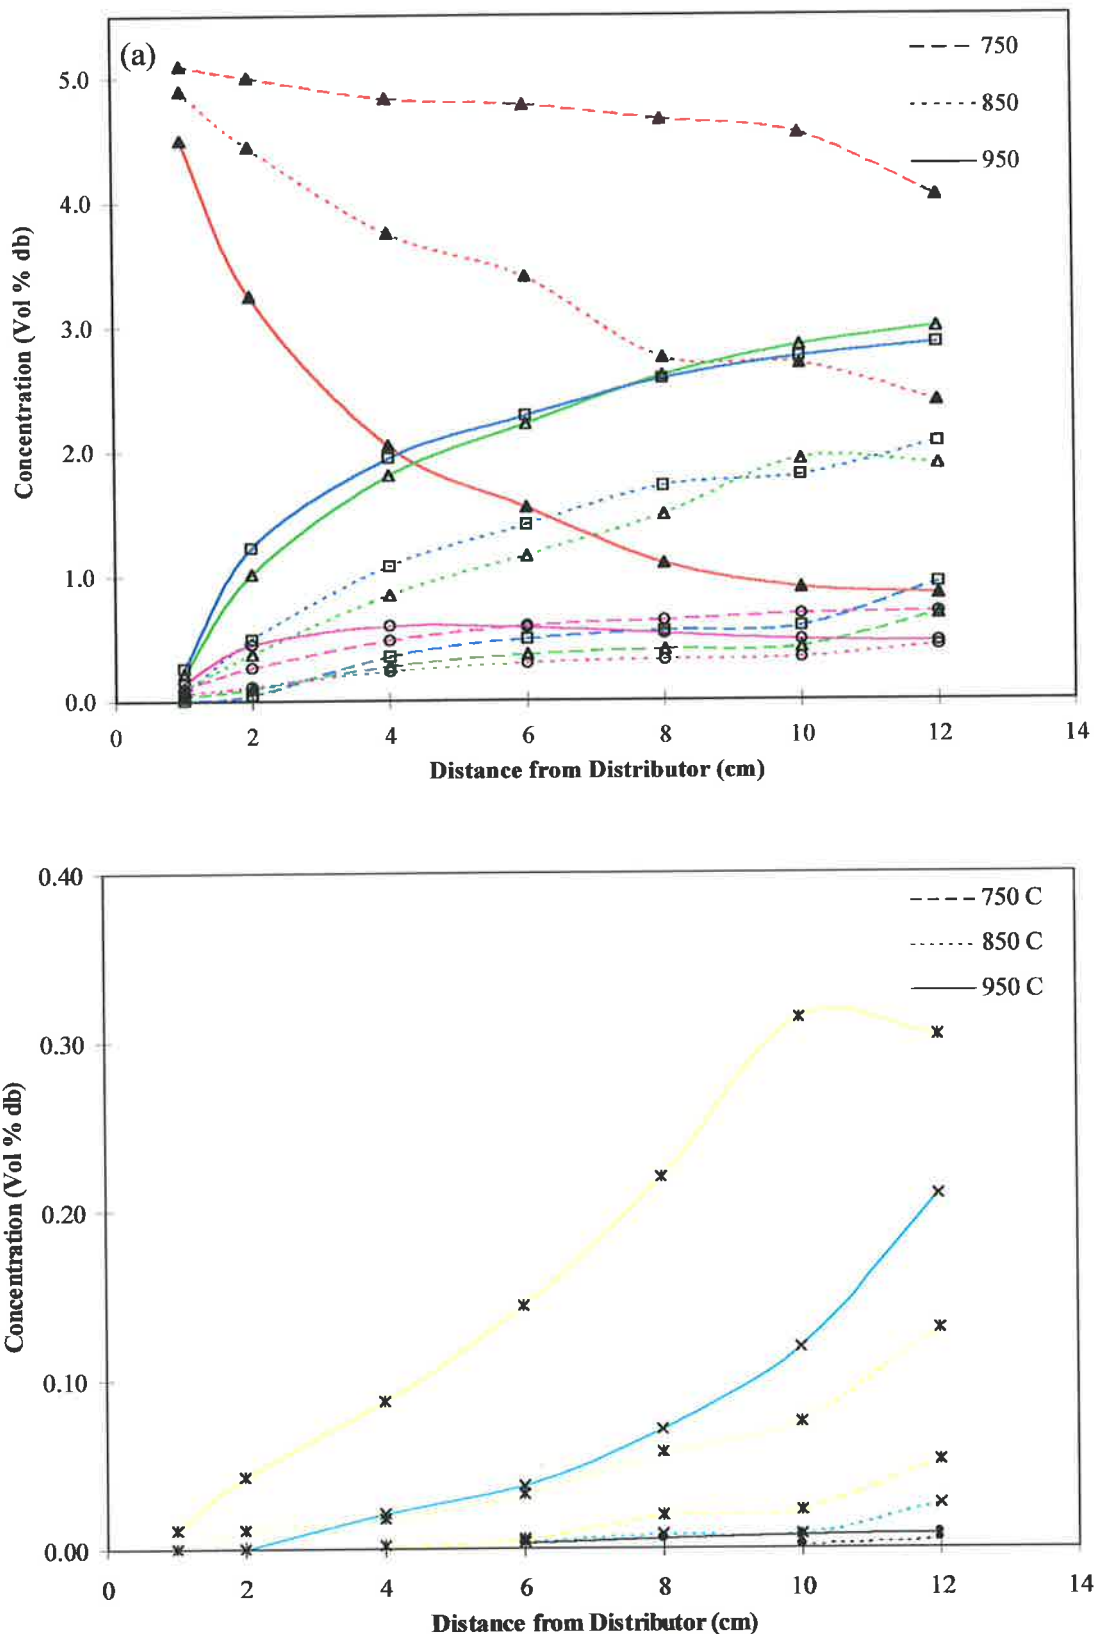 (a)
750
850
950
5.0
4.0
3.0
2.0
1.0
0.0
Concentration (Vol % db)
0 2 4 6 8 10 12 14
Distance from Distributor (cm)
0.40
0.30
0.20
0.10
0.00
750 C
850 C
950 C
Concentration (Vol % db)
0 2 4 6 8 10 12 14
Distance from Distributor (cm)